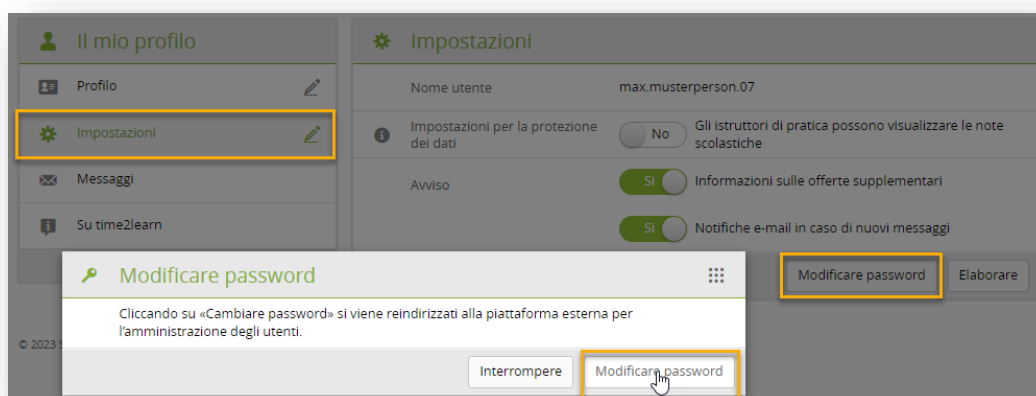 Il mio profilo
Profilo
Impostazioni
Messaggi
Su time2learn
Impostazioni
Nome utente
max.musterperson.07
Impostazioni per la protezione
dei dati
No
Gli istruttori di pratica possono visualizzare le note
scolastiche
Avviso
Si
Informazioni sulle offerte supplementari
Si
Notifiche e-mail in caso di nuovi messaggi
Modificare password
Elaborare
Modificare password
Cliccando su «Cambiare password» si viene reindirizzati alla piattaforma esterna per
l'amministrazione degli utenti.
Interrompere
Modificare password
© 2023